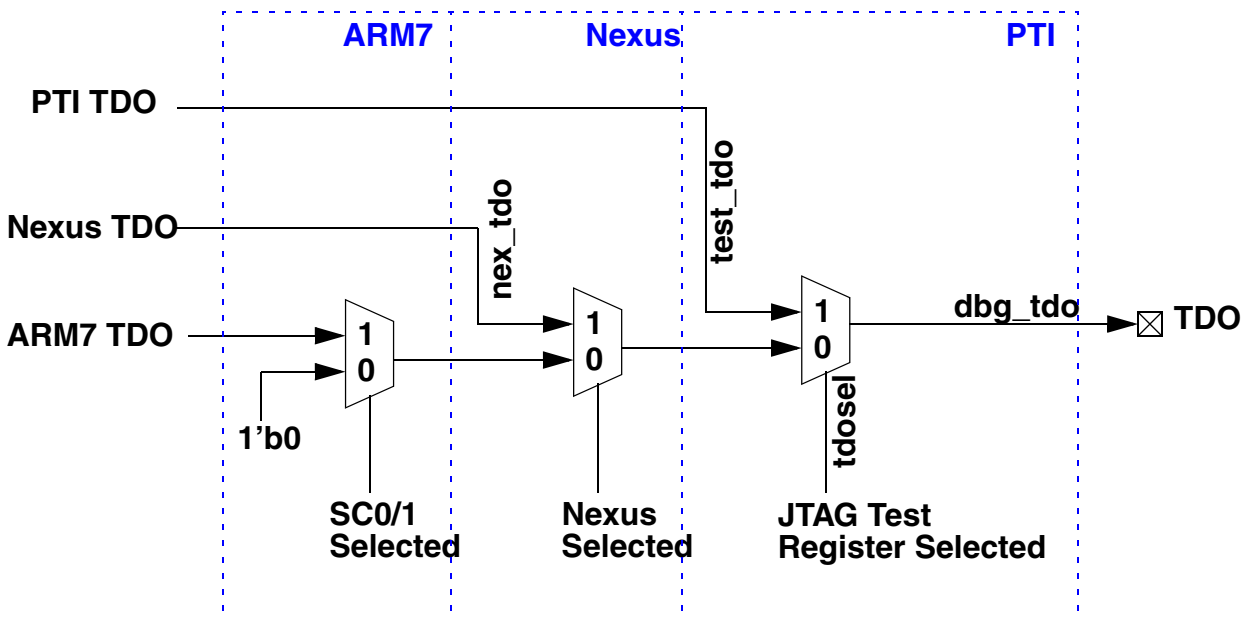 ARM7
Nexus
PTI
PTI TDO
test_tdo
nex_tdo
Nexus TDO
dbg_tdo
TDO
ARM7 TDO
1
0
1
0
1
0
1’b0
tdosel
SC0/1
Selected
Nexus
Selected
JTAG Test
Register Selected